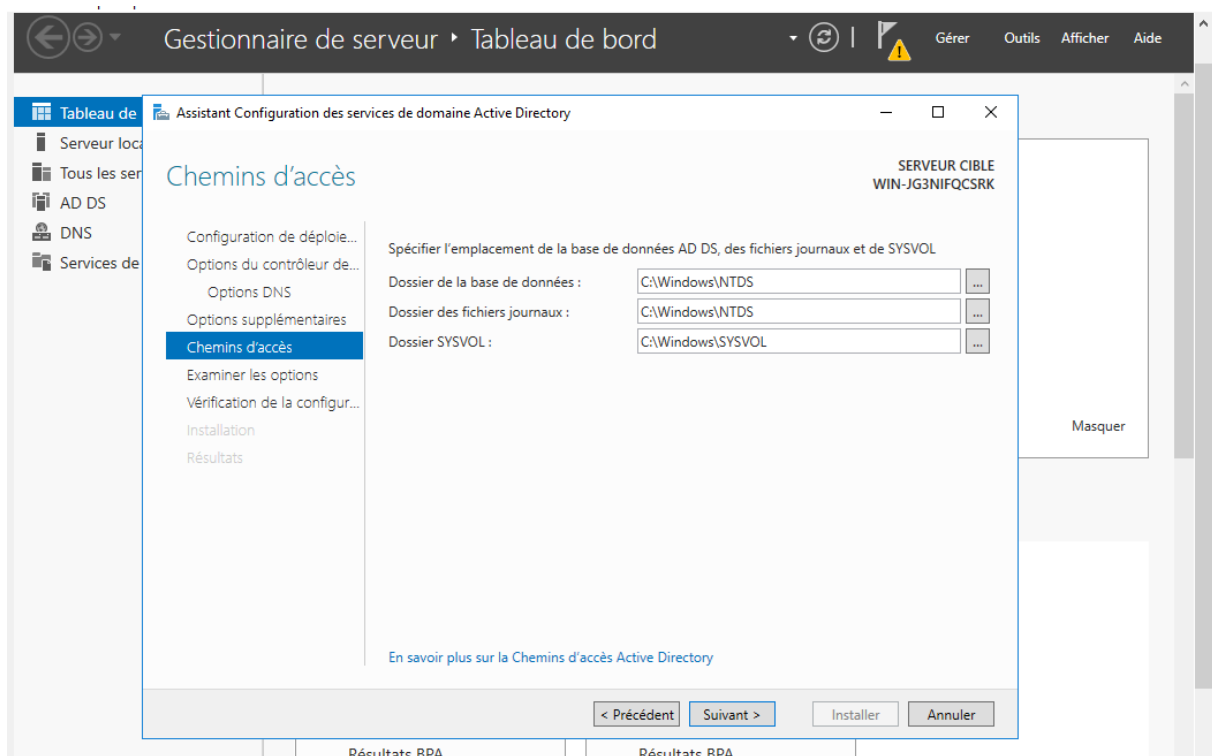 Gestionnaire de serveur ‣ Tableau de bord
Gérer Outils Afficher Aide
Tableau de
Serveur loca
Tous les ser
AD DS
DNS
Services de
Assistant Configuration des services de domaine Active Directory
Chemins d'accès
SERVEUR CIBLE
WIN-JG3NIFQCSRK
Configuration de déploie...
Options du contrôleur de...
Options DNS
Options supplémentaires
Chemins d'accès
Examiner les options
Vérification de la configur...
Installation
Résultats
Spécifier l'emplacement de la base de données AD DS, des fichiers journaux et de SYSVOL
Dossier de la base de données : C:\Windows\NTDS ...
Dossier des fichiers journaux : C:\Windows\NTDS ...
Dossier SYSVOL : C:\Windows\SYSVOL ...
Masquer
En savoir plus sur la Chemins d'accès Active Directory
< Précédent Suivant > Installer Annuler
Résultats BPA Résultats BPA